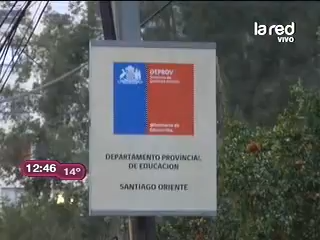 la red
vivo
DEPROV
Ministerio de
Educación
DEPARTAMENTO PROVINCIAL
DE EDUCACION
SANTIAGO ORIENTE
12:46 14°